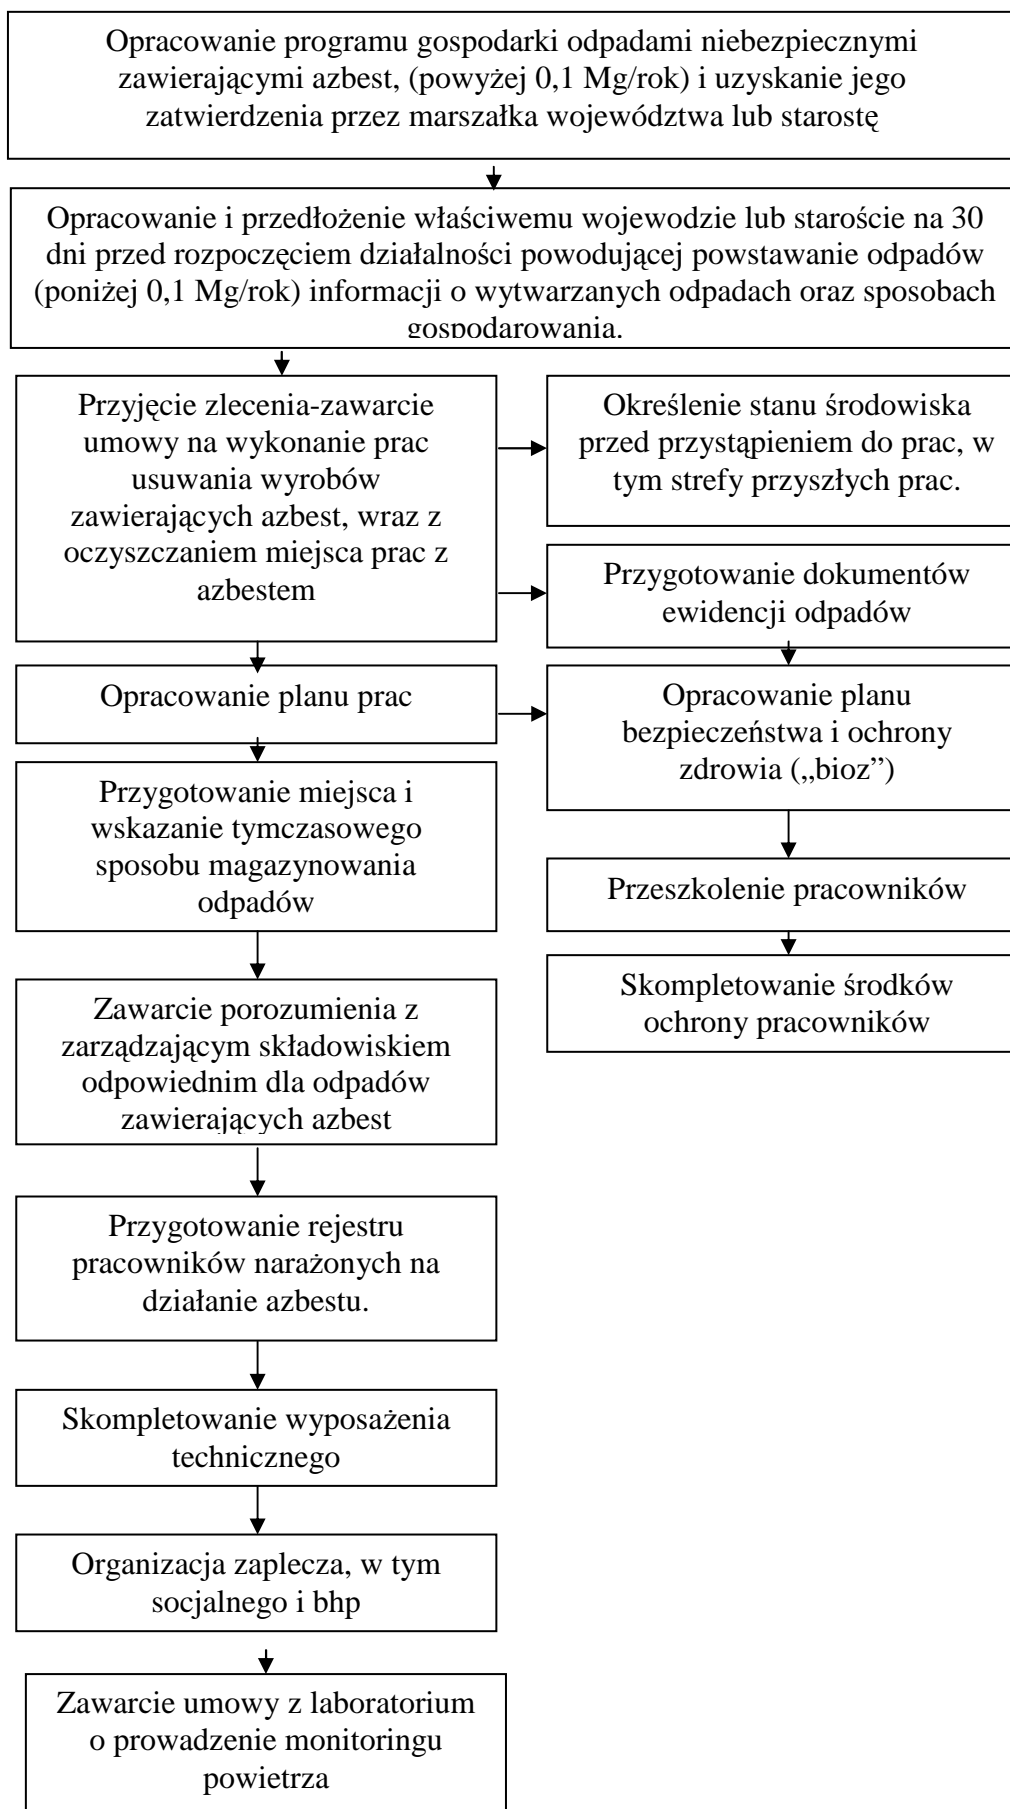 Opracowanie programu gospodarki odpadami niebezpiecznymi
zawierającymi azbest, (powyżej 0,1 Mg/rok) i uzyskanie jego
zatwierdzenia przez marszałka województwa lub starostę
Opracowanie i przedłożenie właściwemu wojewodzie lub staroście na 30
dni przed rozpoczęciem działalności powodującej powstawanie odpadów
(poniżej 0,1 Mg/rok) informacji o wytwarzanych odpadach oraz sposobach
gospodarowania.
Przyjęcie zlecenia-zawarcie
umowy na wykonanie prac
usuwania wyrobów
zawierających azbest, wraz z
oczyszczaniem miejsca prac z
azbestem
Określenie stanu środowiska
przed przystąpieniem do prac, w
tym strefy przyszłych prac.
Przygotowanie dokumentów
ewidencji odpadów
Opracowanie planu prac
Opracowanie planu
bezpieczeństwa i ochrony
zdrowia („bioz”)
Przygotowanie miejsca i
wskazanie tymczasowego
sposobu magazynowania
odpadów
Przeszkolenie pracowników
Skompletowanie środków
ochrony pracowników
Zawarcie porozumienia z
zarządzającym składowiskiem
odpowiednim dla odpadów
zawierających azbest
Przygotowanie rejestru
pracowników narażonych na
działanie azbestu.
Skompletowanie wyposażenia
technicznego
Organizacja zaplecza, w tym
socjalnego i bhp
Zawarcie umowy z laboratorium
o prowadzenie monitoringu
powietrza